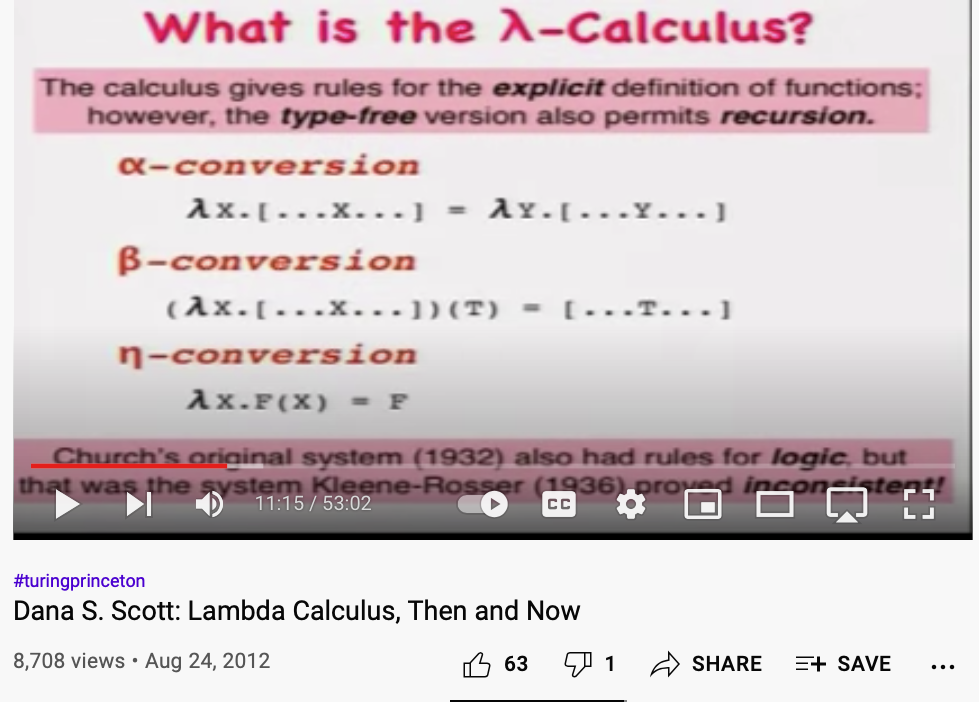 What is the λ-Calculus?
The calculus gives rules for the explicit definition of functions;
however, the type-free version also permits recursion.
α-conversion
λX.[...X...] = λY.[...Y...]
β-conversion
(λX.[...X...])(T) = [...T...]
η-conversion
λX.F(X) = F
Church's original system (1932) also had rules for logic, but
that was the system Kleene-Rosser (1936) proved inconsistent!
11:15 / 53:02
CC
#turingprinceton
Dana S. Scott: Lambda Calculus, Then and Now
8,708 views • Aug 24, 2012
63
1
SHARE
SAVE